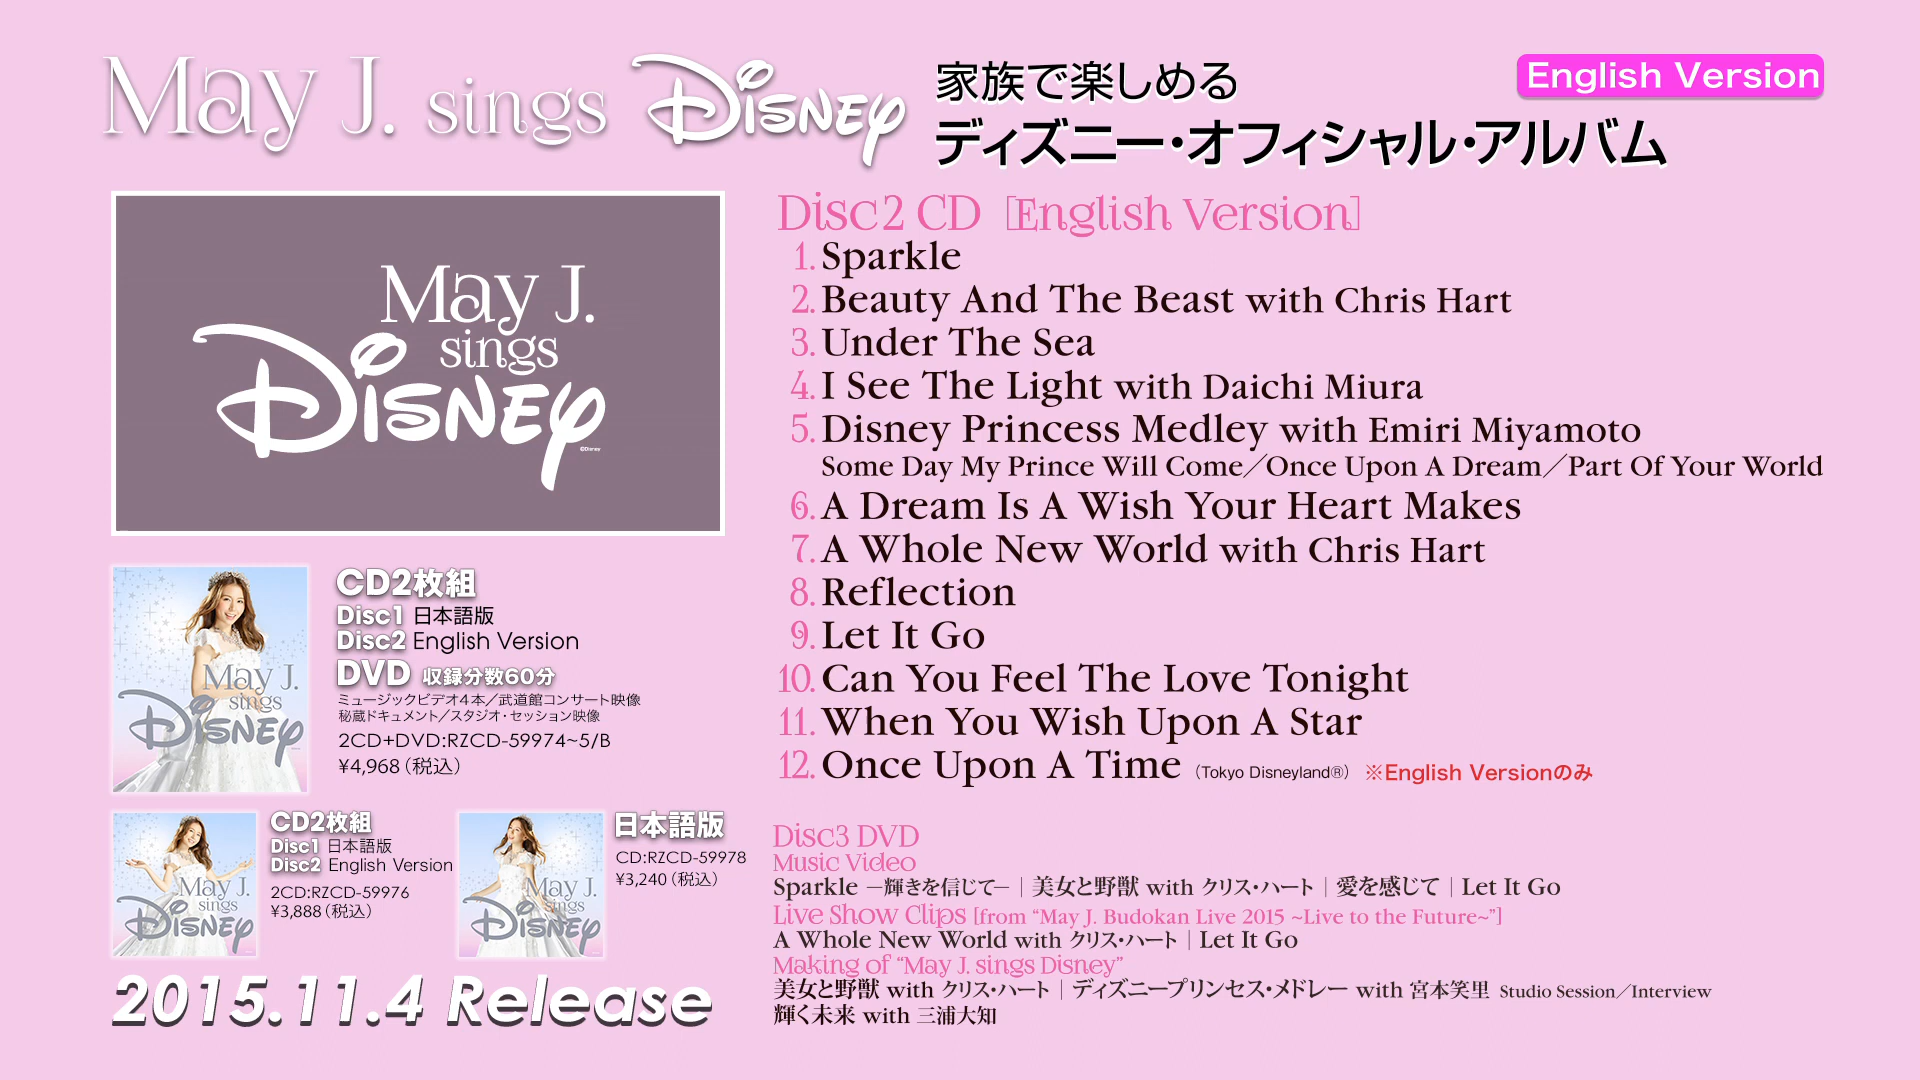 May J. sings Disney
家族で楽しめる
ディズニー・オフィシャル・アルバム
English Version
May J.
sings
Disney
©Disney
Disc2 CD [English Version]
1. Sparkle
2. Beauty And The Beast with Chris Hart
3. Under The Sea
4. I See The Light with Daichi Miura
5. Disney Princess Medley with Emiri Miyamoto
Some Day My Prince Will Come／Once Upon A Dream／Part Of Your World
6. A Dream Is A Wish Your Heart Makes
7. A Whole New World with Chris Hart
8. Reflection
9. Let It Go
10. Can You Feel The Love Tonight
11. When You Wish Upon A Star
12. Once Upon A Time （Tokyo Disneyland®） ※English Versionのみ
May J.
sings
Disney
CD2枚組
Disc1 日本語版
Disc2 English Version
DVD 収録分数60分
ミュージックビデオ4本／武道館コンサート映像
秘蔵ドキュメント／スタジオ・セッション映像
2CD+DVD:RZCD-59974~5/B
¥4,968（税込）
May J.
sings
Disney
CD2枚組
Disc1 日本語版
Disc2 English Version
2CD:RZCD-59976
¥3,888（税込）
May J.
sings
Disney
日本語版
CD:RZCD-59978
¥3,240（税込）
2015.11.4 Release
Disc3 DVD
Music Video
Sparkle －輝きを信じて－｜美女と野獣 with クリス・ハート｜愛を感じて｜Let It Go
Live Show Clips [from “May J. Budokan Live 2015 ~Live to the Future~”]
A Whole New World with クリス・ハート｜Let It Go
Making of “May J. sings Disney”
美女と野獣 with クリス・ハート｜ディズニープリンセス・メドレー with 宮本笑里 Studio Session／Interview
輝く未来 with 三浦大知